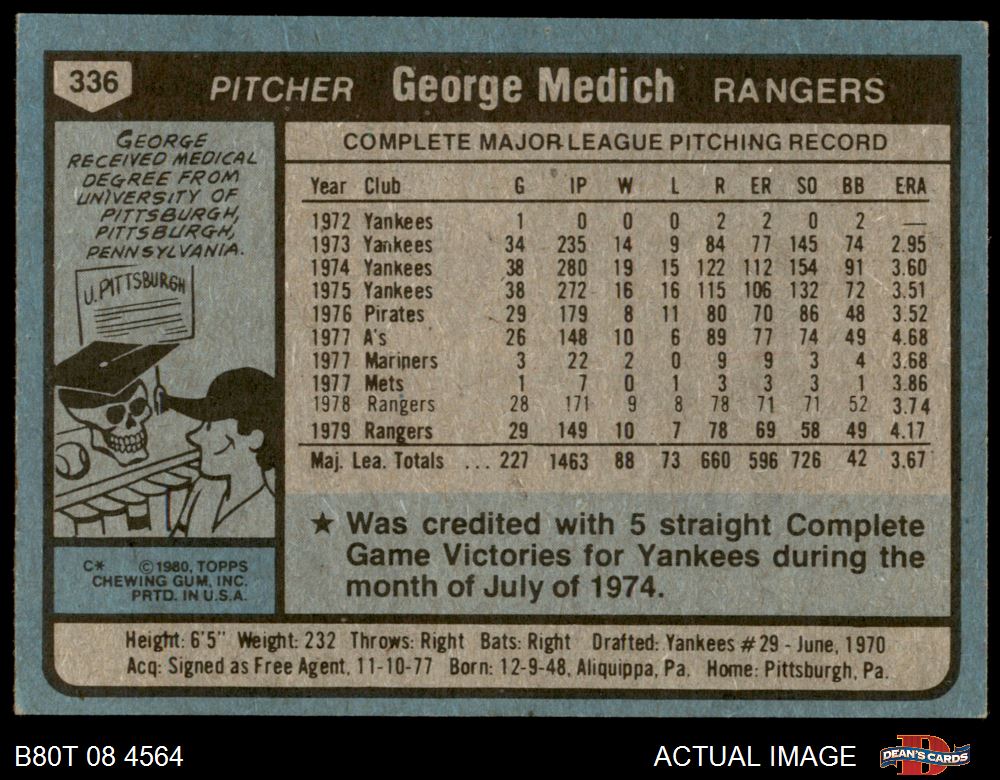 336 PITCHER George Medich RANGERS
GEORGE
RECEIVED MEDICAL
DEGREE FROM
UNIVERSITY OF
PITTSBURGH,
PITTSBURGH,
PENNSYLVANIA.
U. PITTSBURGH
COMPLETE MAJOR LEAGUE PITCHING RECORD
Year Club G IP W L R ER SO BB ERA
1972 Yankees 1 0 0 0 2 2 0 2 —
1973 Yankees 34 235 14 9 84 77 145 74 2.95
1974 Yankees 38 280 19 15 122 112 154 91 3.60
1975 Yankees 38 272 16 16 115 106 132 72 3.51
1976 Pirates 29 179 8 11 80 70 86 48 3.52
1977 A's 26 148 10 6 89 77 74 49 4.68
1977 Mariners 3 22 2 0 9 9 3 4 3.68
1977 Mets 1 7 0 1 3 3 3 1 3.86
1978 Rangers 28 171 9 8 78 71 71 52 3.74
1979 Rangers 29 149 10 7 78 69 58 49 4.17
Maj. Lea. Totals ... 227 1463 88 73 660 596 726 42 3.67
★ Was credited with 5 straight Complete
Game Victories for Yankees during the
month of July of 1974.
C* ©1980, TOPPS
CHEWING GUM, INC.
PRTD. IN U.S.A.
Height: 6'5" Weight: 232 Throws: Right Bats: Right Drafted: Yankees #29 - June, 1970
Acq: Signed as Free Agent, 11-10-77 Born: 12-9-48, Aliquippa, Pa. Home: Pittsburgh, Pa.
B80T 08 4564 ACTUAL IMAGE DEAN'S CARDS